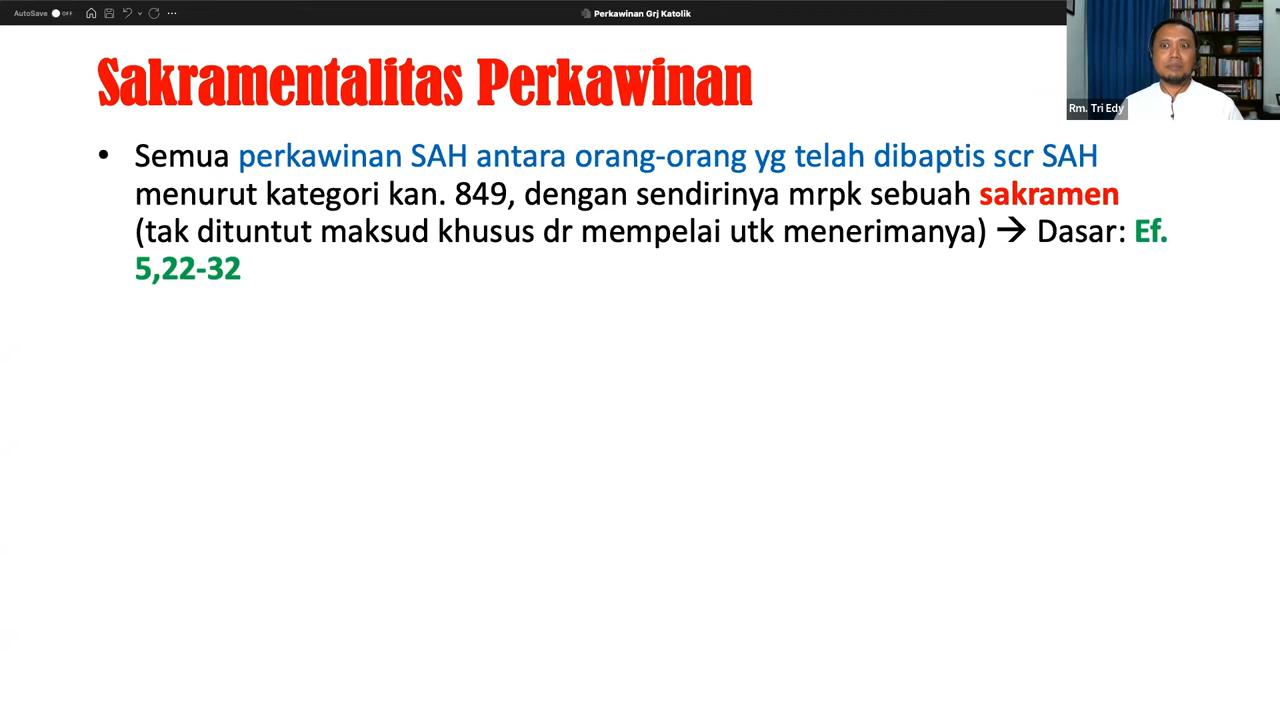 AutoSave OFF
Perkawinan Grj Katolik
Sakramentalitas Perkawinan
Rm. Tri Edy
• Semua perkawinan SAH antara orang-orang yg telah dibaptis scr SAH
menurut kategori kan. 849, dengan sendirinya mrpk sebuah sakramen
(tak dituntut maksud khusus dr mempelai utk menerimanya) → Dasar: Ef.
5,22-32